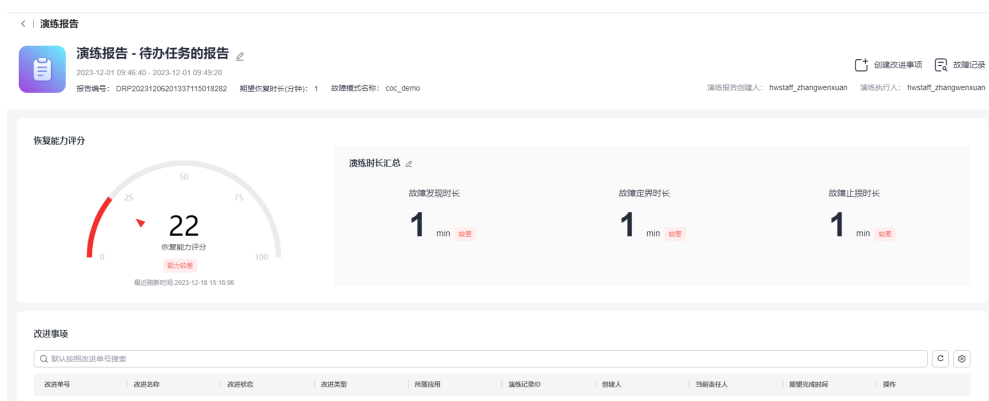 演练报告
演练报告 - 待办任务的报告
2023-12-01 09:46:40 - 2023-12-01 09:49:20
创建改进事项 故障记录
报告编号： DRP202312062013371150​18282 期望恢复时长(分钟)： 1 故障模式名称： coc_demo
演练报告创建人： hwstaff_zhangwenxuan 演练执行人： hwstaff_zhangwenxuan
恢复能力评分
演练时长汇总
50
25 75
0 100
22
恢复能力评分
能力较差
最近刷新时间:2023-12-18 15:16:06
故障发现时长 故障定界时长 故障止损时长
1 min 较差 1 min 较差 1 min 较差
改进事项
默认按照改进单号搜索
改进单号 改进名称 改进状态 改进类型 所属应用 演练记录ID 创建人 当前责任人 期望完成时间 操作